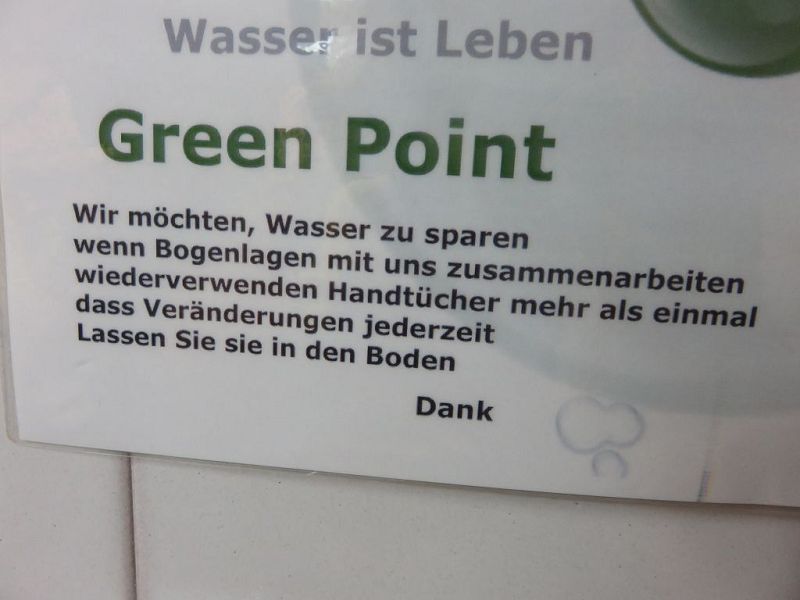 Wasser ist Leben
Green Point
Wir möchten, Wasser zu sparen
wenn Bogenlagen mit uns zusammenarbeiten
wiederverwenden Handtücher mehr als einmal
dass Veränderungen jederzeit
Lassen Sie sie in den Boden
Dank